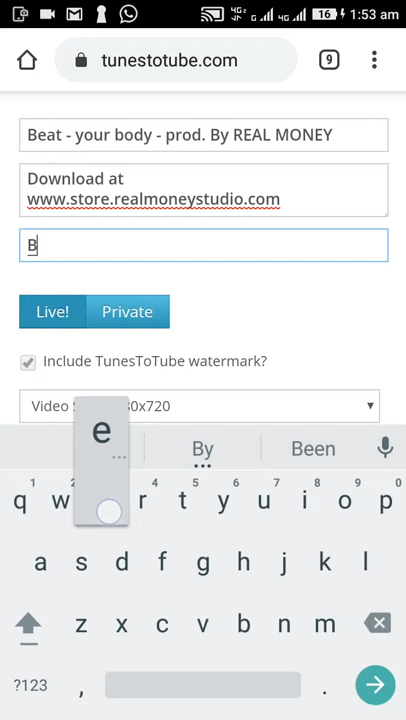 16 1:53 am
tunestotube.com 9
Beat - your body - prod. By REAL MONEY
Download at
www.store.realmoneystudio.com
B
Live! Private
Include TunesToTube watermark?
Video S 80x720
e
By Been
1 2 4 5 6 7 8 9 0
q w r t y u i o p
a s d f g h j k l
z x c v b n m
?123 , .